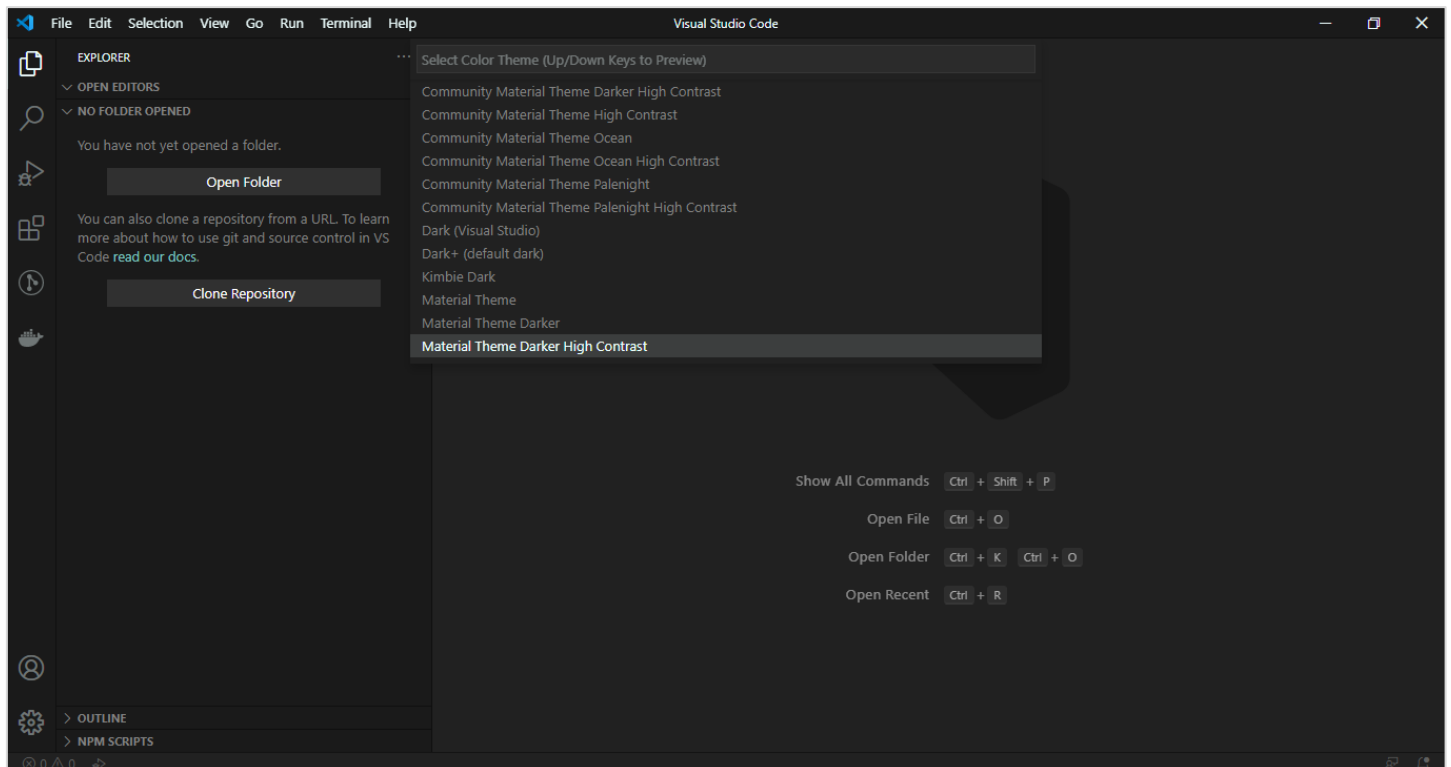 File Edit Selection View Go Run Terminal Help
Visual Studio Code
EXPLORER
OPEN EDITORS
NO FOLDER OPENED
You have not yet opened a folder.
Open Folder
You can also clone a repository from a URL. To learn
more about how to use git and source control in VS
Code read our docs.
Clone Repository
OUTLINE
NPM SCRIPTS
Select Color Theme (Up/Down Keys to Preview)
Community Material Theme Darker High Contrast
Community Material Theme High Contrast
Community Material Theme Ocean
Community Material Theme Ocean High Contrast
Community Material Theme Palenight
Community Material Theme Palenight High Contrast
Dark (Visual Studio)
Dark+ (default dark)
Kimbie Dark
Material Theme
Material Theme Darker
Material Theme Darker High Contrast
Show All Commands Ctrl + Shift + P
Open File Ctrl + O
Open Folder Ctrl + K Ctrl + O
Open Recent Ctrl + R
0 0